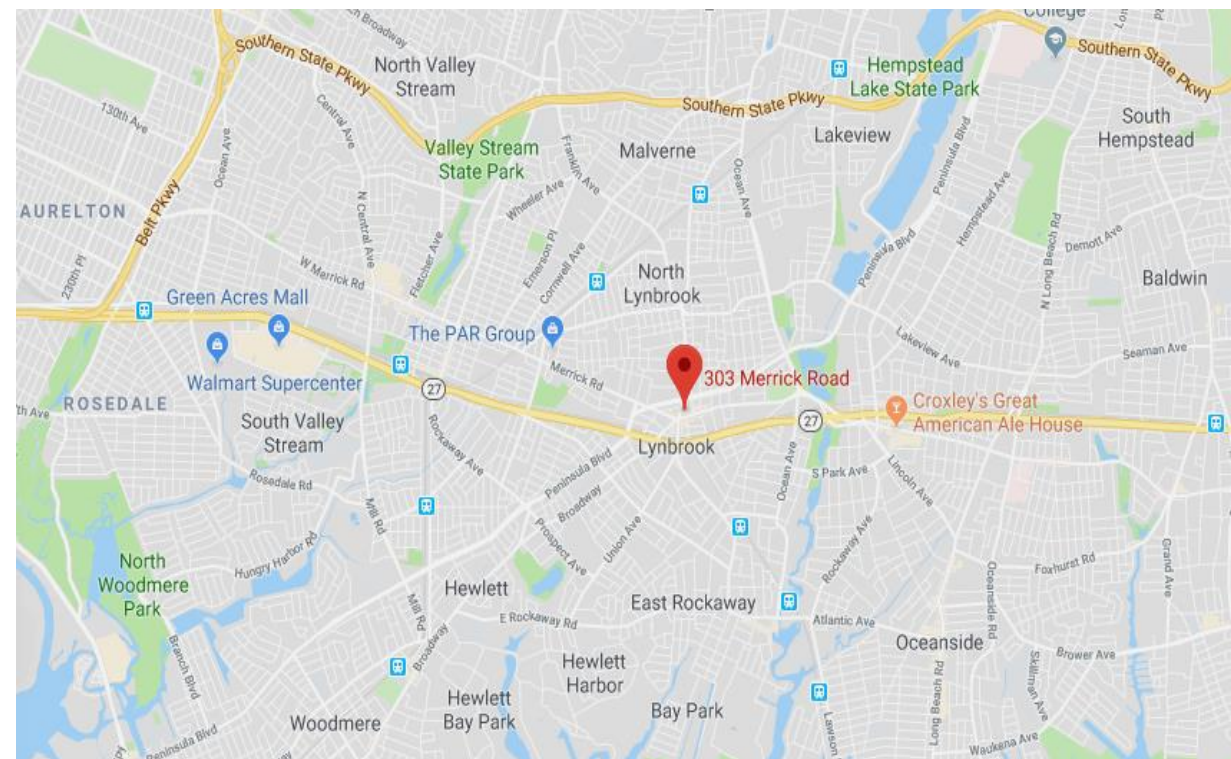 College
Broadway
Southern State Pkwy
Southern State Pkwy
North Valley
Stream
Hempstead
Lake State Park
Southern State Pkwy
130th Ave
Central Ave
Ocean Ave
South
Hempstead
Lakeview
Valley Stream
State Park
Franklin Ave
Malverne
Ocean Ave
Peninsula Blvd
Wheeler Ave
AURELTON
Belt Pkwy
N Central Ave
Hempstead Ave
N Long Beach Rd
Demott Ave
230th Pl
W Merrick Rd
Fletcher Ave
Emerson Pl
Cornwell Ave
North
Lynbrook
Peninsula Blvd
Baldwin
Green Acres Mall
The PAR Group
Lakeview Ave
Seaman Ave
Walmart Supercenter
27
Merrick Rd
303 Merrick Road
ROSEDALE
Croxley's Great
American Ale House
th Ave
South Valley
Stream
Rockaway Ave
Lynbrook
27
Ocean Ave
S Park Ave
Lincoln Ave
Rosedale Rd
Mill Rd
Peninsula Blvd
Broadway
Prospect Ave
Union Ave
Rockaway Ave
Hungry Harbor Rd
North
Woodmere
Park
Foxhurst Rd
Grand Ave
Hewlett
Mill Rd
E Rockaway Rd
East Rockaway
Atlantic Ave
Oceanside Rd
Oceanside
Branch Blvd
Broadway
Hewlett
Harbor
Brower Ave
Skillman Ave
Long Beach Rd
Woodmere
Hewlett
Bay Park
Bay Park
Lawson
Waukena Ave
Peninsula Blvd
Pl